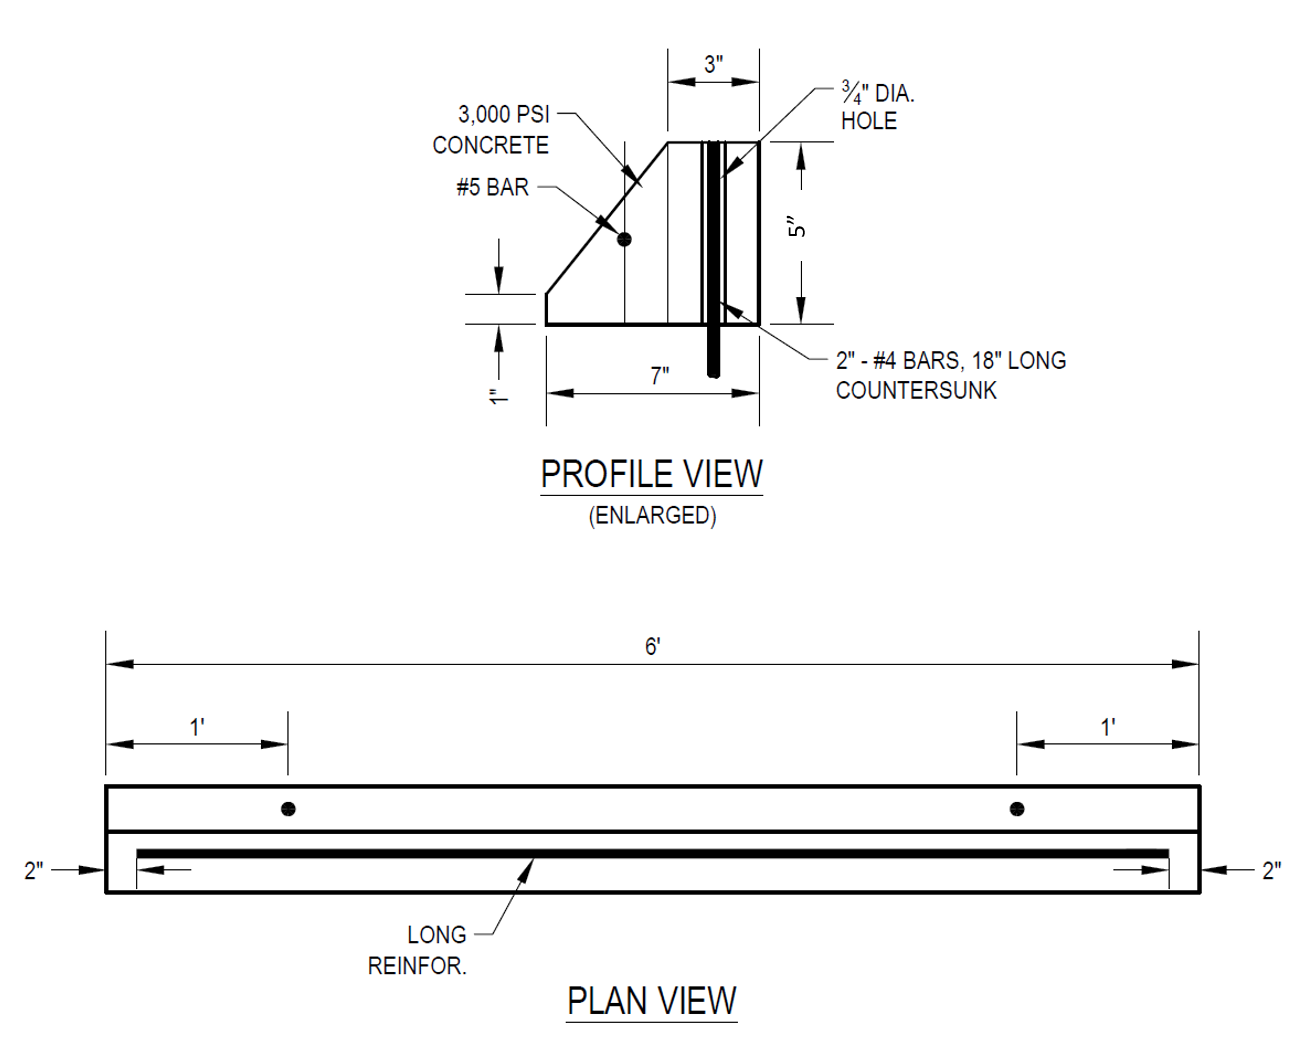 3"
3/4" DIA.
HOLE
3,000 PSI
CONCRETE
#5 BAR
5”
1"
7"
2" - #4 BARS, 18" LONG
COUNTERSUNK
PROFILE VIEW
(ENLARGED)
6'
1'
1'
2"
2"
LONG
REINFOR.
PLAN VIEW